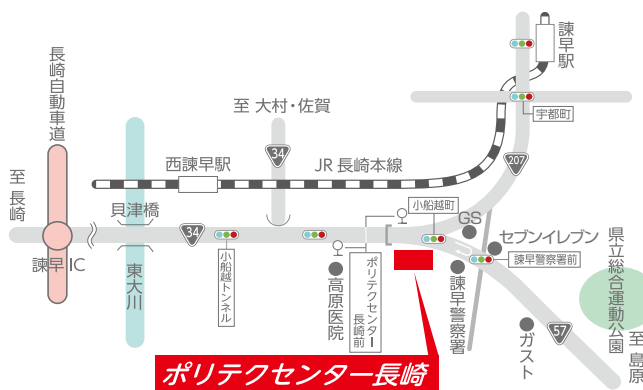 諫早駅
長崎自動車道
至 大村・佐賀
宇都町
34
西諫早駅
JR 長崎本線
207
至 長崎
貝津橋
小船越町
GS
34
セブンイレブン
県立総合運動公園
諫早IC
東大川
小船越トンネル
高原医院
ポリテクセンター長崎前
諫早警察署
諫早警察署前
57
ガスト
至 島原
ポリテクセンター長崎